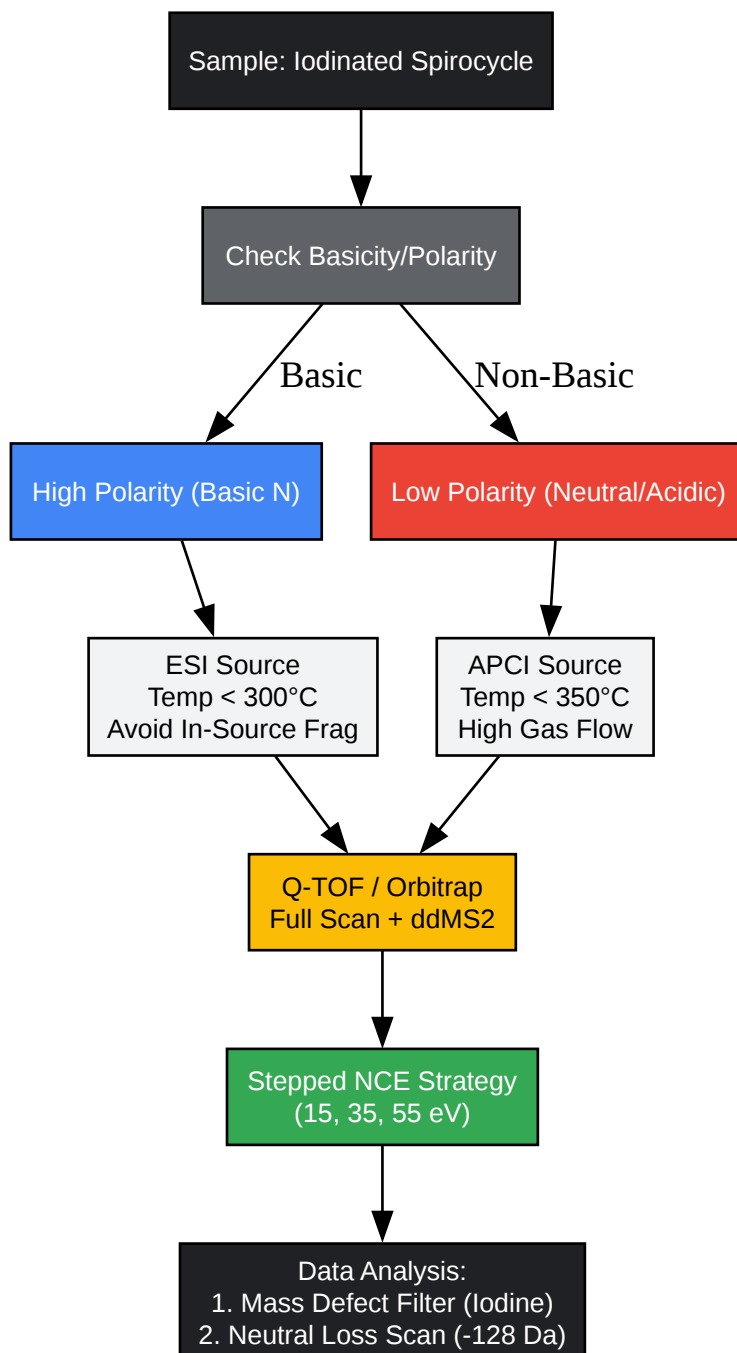 Sample: Iodinated Spirocycle
Check Basicity/Polarity
Basic
Non-Basic
High Polarity (Basic N)
Low Polarity (Neutral/Acidic)
ESI Source
Temp < 300°C
Avoid In-Source Frag
APCI Source
Temp < 350°C
High Gas Flow
Q-TOF / Orbitrap
Full Scan + ddMS2
Stepped NCE Strategy
(15, 35, 55 eV)
Data Analysis:
1. Mass Defect Filter (Iodine)
2. Neutral Loss Scan (-128 Da)